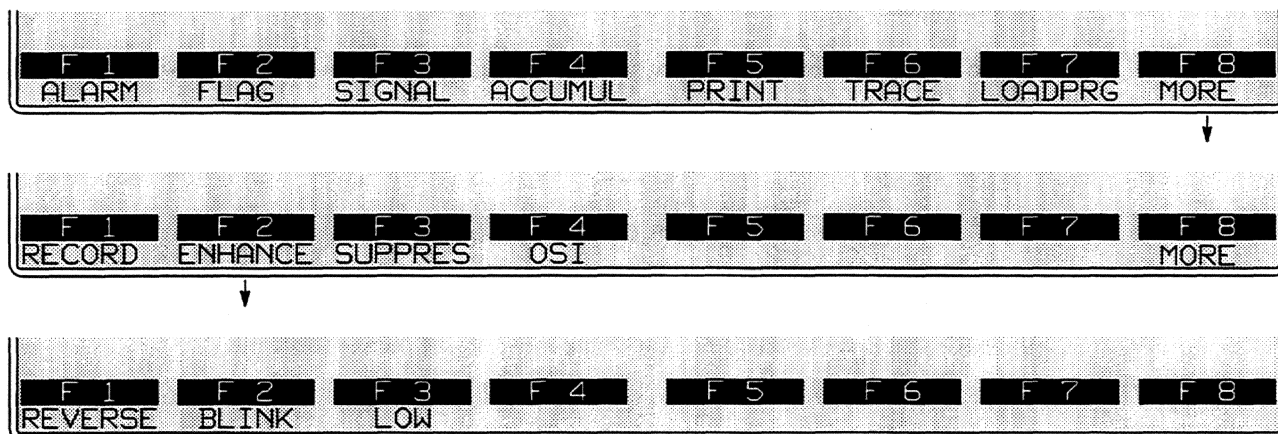 F 1 F 2 F 3 F 4 F 5 F 6 F 7 F 8
ALARM FLAG SIGNAL ACCUMUL PRINT TRACE LOADPRG MORE
F 1 F 2 F 3 F 4 F 5 F 6 F 7 F 8
RECORD ENHANCE SUPPRES OSI MORE
F 1 F 2 F 3 F 4 F 5 F 6 F 7 F 8
REVERSE BLINK LOW